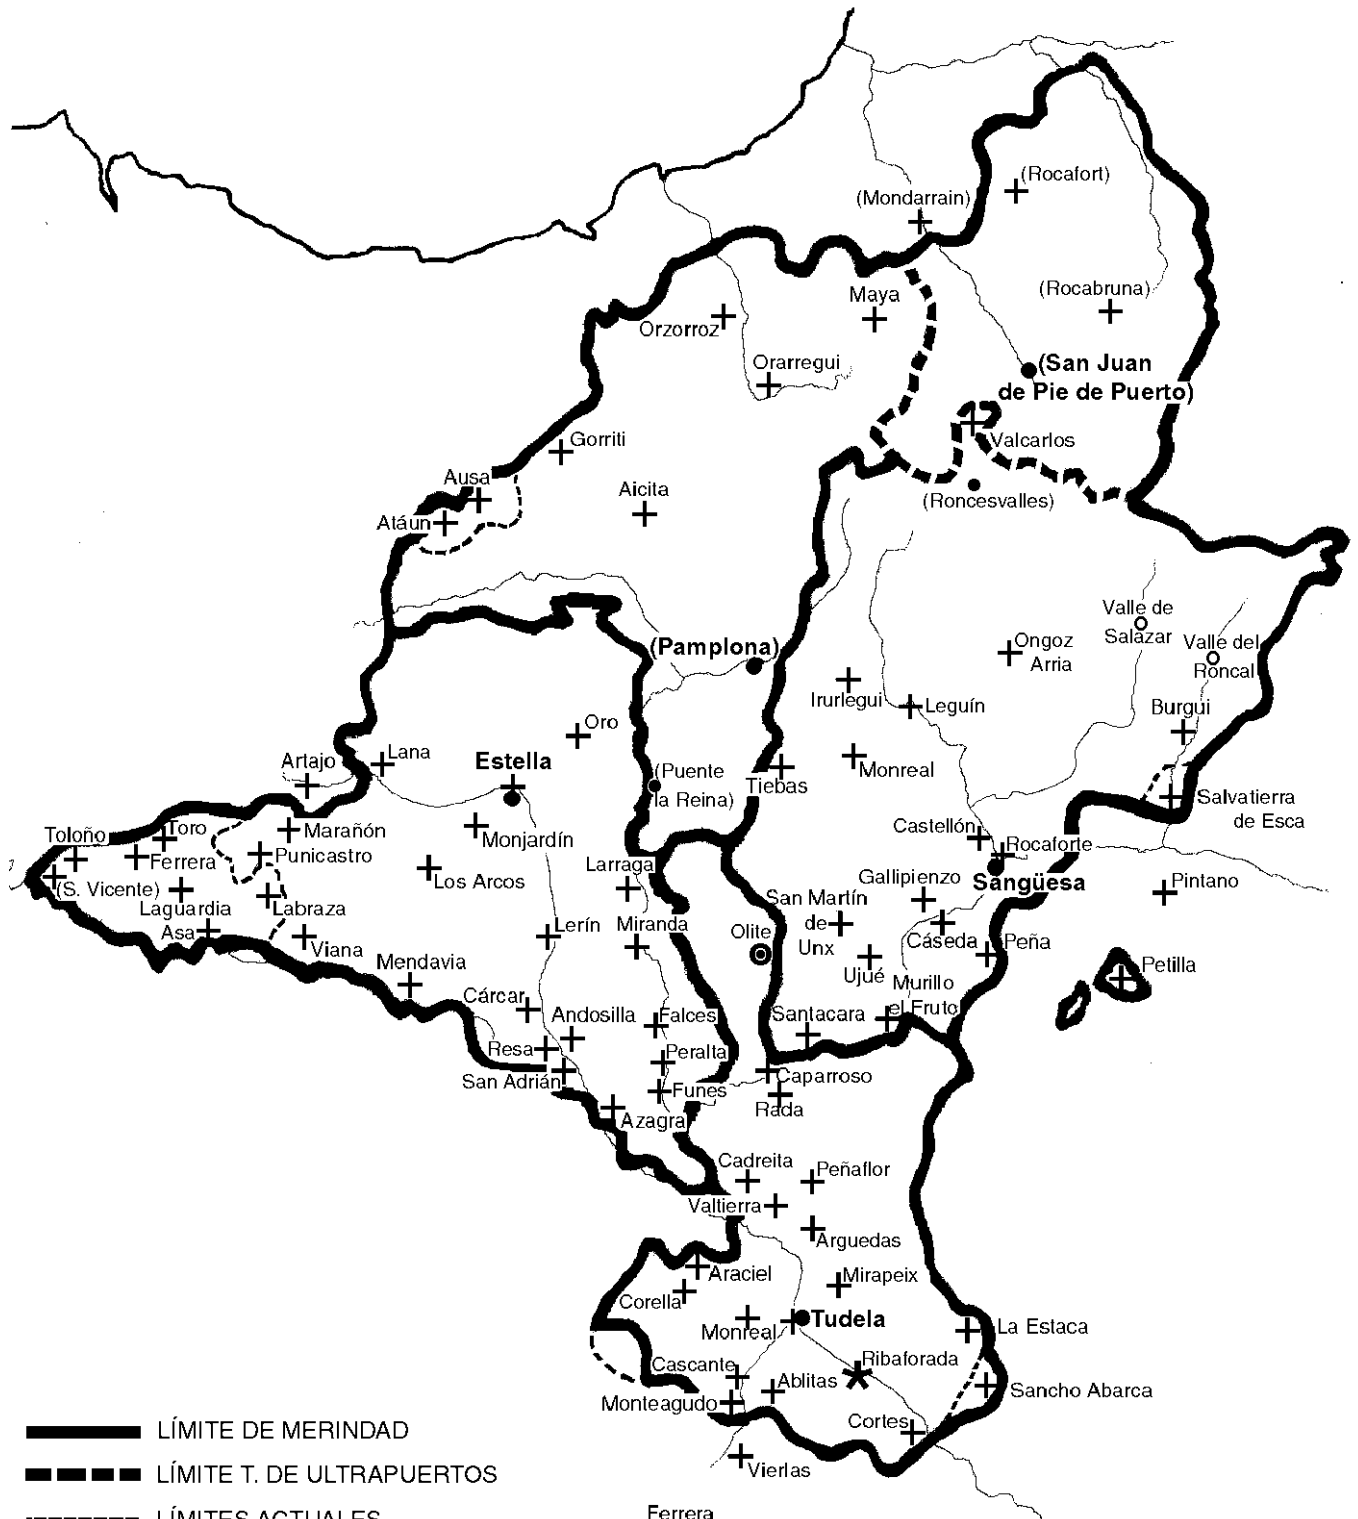 (Rocafort)
(Mondarrain)
(Rocabruna)
Maya
Orzorroz
Orarregui
(San Juan
de Pie de Puerto)
Valcarlos
Gorriti
Ausa
Aicita
(Roncesvalles)
Atáun
Valle de
Salazar
Ongoz
Arria
Valle del
Roncal
(Pamplona)
Irurlegui
Leguín
Burgui
Oro
Lana
Artajo
Estella
(Puente
la Reina)
Tiebas
Monreal
Salvatierra
de Esca
Toloño
Toro
Marañón
Monjardín
Castellón
Rocaforte
Ferrera
Punicastro
Larraga
Los Arcos
Gallipienzo
Sangüesa
Pintano
(S. Vicente)
Laguardia
Labraza
San Martín
de
Unx
Asa
Viana
Lerín
Miranda
Olite
Cáseda
Peña
Mendavia
Ujué
Murillo
el Fruto
Petilla
Cárcar
Andosilla
Falces
Santacara
Resa
Peralta
San Adrián
Funes
Caparroso
Rada
Azagra
Cadreita
Peñaflor
Valtierra
Arguedas
Araciel
Mirapeix
Corella
Monreal
Tudela
La Estaca
Cascante
Ribaforada
Ablitas
Sancho Abarca
Monteagudo
Cortes
Vierlas
LÍMITE DE MERINDAD
LÍMITE T. DE ULTRAPUERTOS
LÍMITES ACTUALES
Ferrera